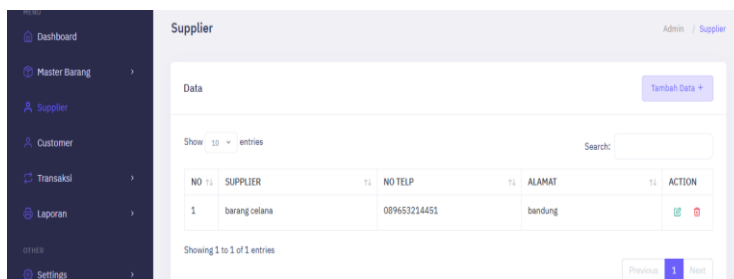 MENU
Dashboard
Master Barang
Supplier
Customer
Transaksi
Laporan
OTHER
Settings
Supplier
Admin / Supplier
Data
Tambah Data +
Show 10 entries
Search:
NO SUPPLIER NO TELP ALAMAT ACTION
1 barang celana 089653214451 bandung
Showing 1 to 1 of 1 entries
Previous 1 Next